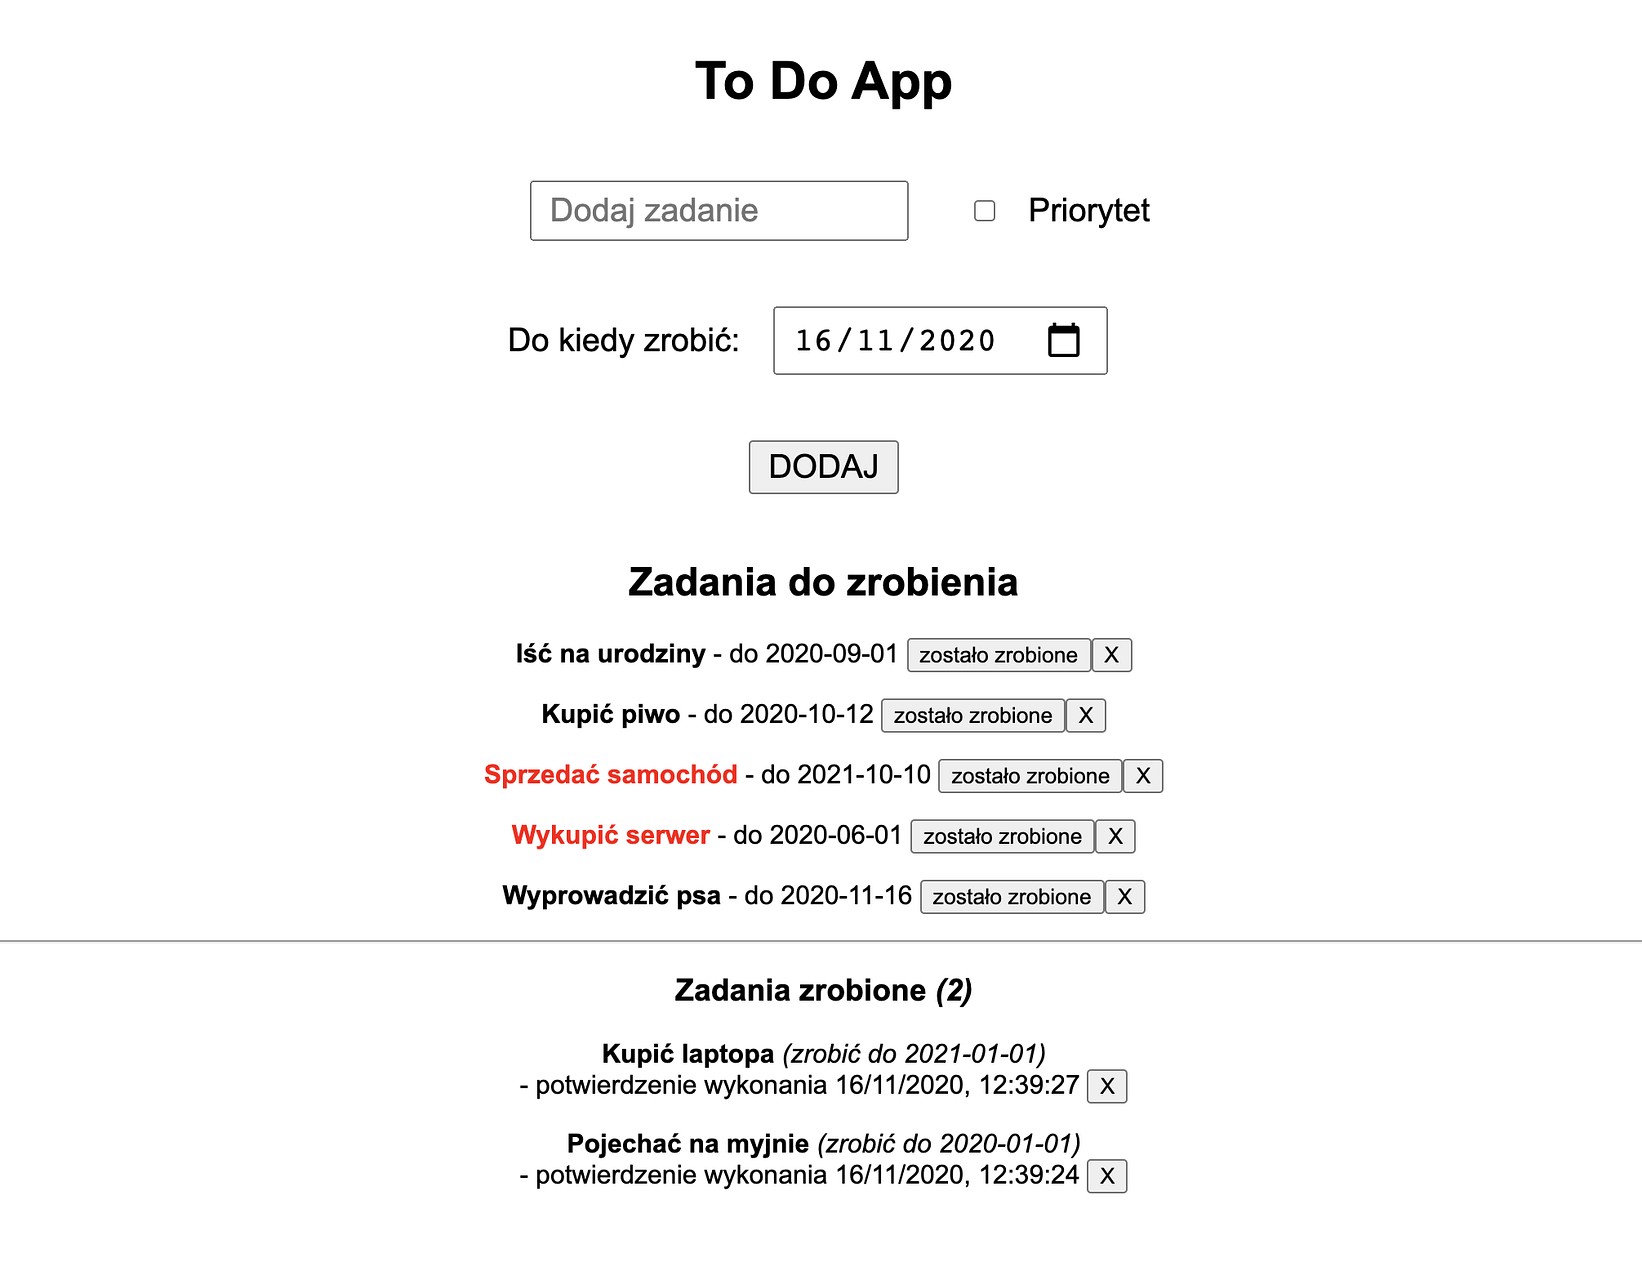 To Do App
Dodaj zadanie Priorytet
Do kiedy zrobić: 16/11/2020
DODAJ
Zadania do zrobienia
Iść na urodziny - do 2020-09-01 zostało zrobione X
Kupić piwo - do 2020-10-12 zostało zrobione X
Sprzedać samochód - do 2021-10-10 zostało zrobione X
Wykupić serwer - do 2020-06-01 zostało zrobione X
Wyprowadzić psa - do 2020-11-16 zostało zrobione X
Zadania zrobione (2)
Kupić laptopa (zrobić do 2021-01-01)
- potwierdzenie wykonania 16/11/2020, 12:39:27 X
Pojechać na myjnie (zrobić do 2020-01-01)
- potwierdzenie wykonania 16/11/2020, 12:39:24 X